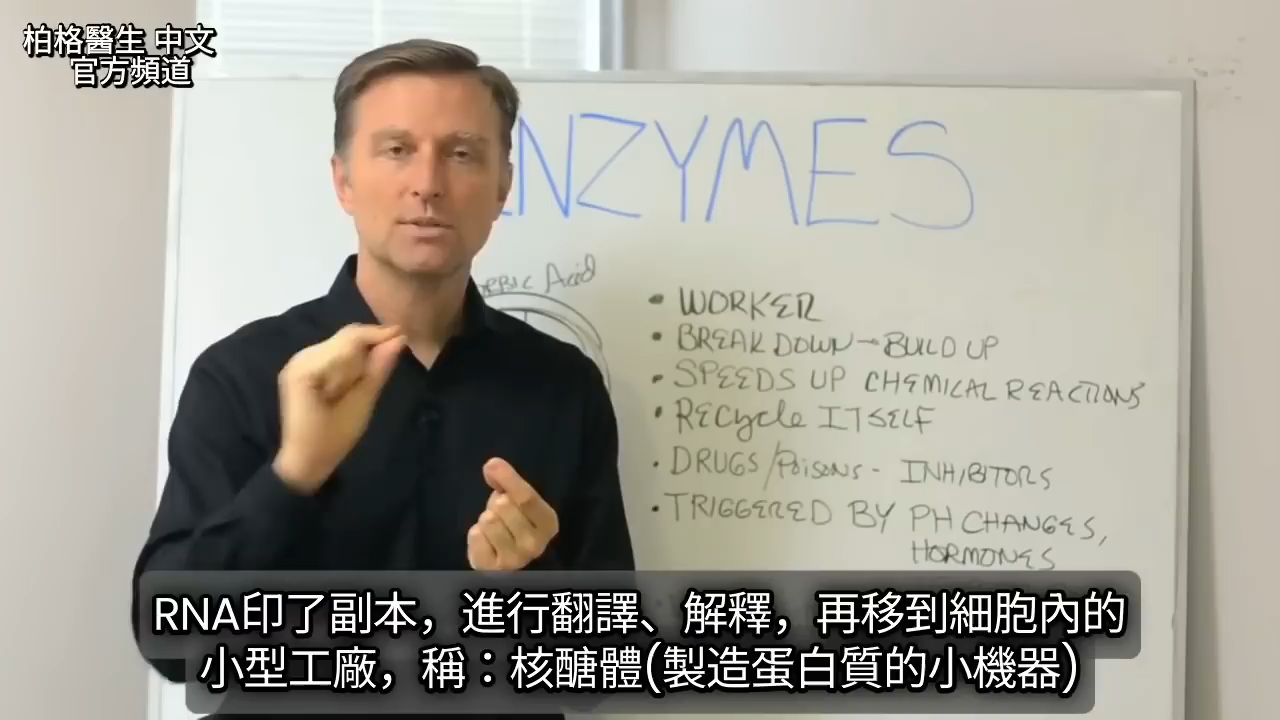 柏格醫生 中文
官方頻道
ENZYMES
Acid
• WORKER
• BREAK DOWN → BUILD UP
• SPEEDS UP CHEMICAL REACTIONS
• RECycle ITSELF
• DRUGS/POISONS - INHIBITORS
• TRIGGERED BY PH CHANGES,
HORMONES
RNA印了副本，進行翻譯、解釋，再移到細胞內的
小型工廠，稱：核醣體(製造蛋白質的小機器)